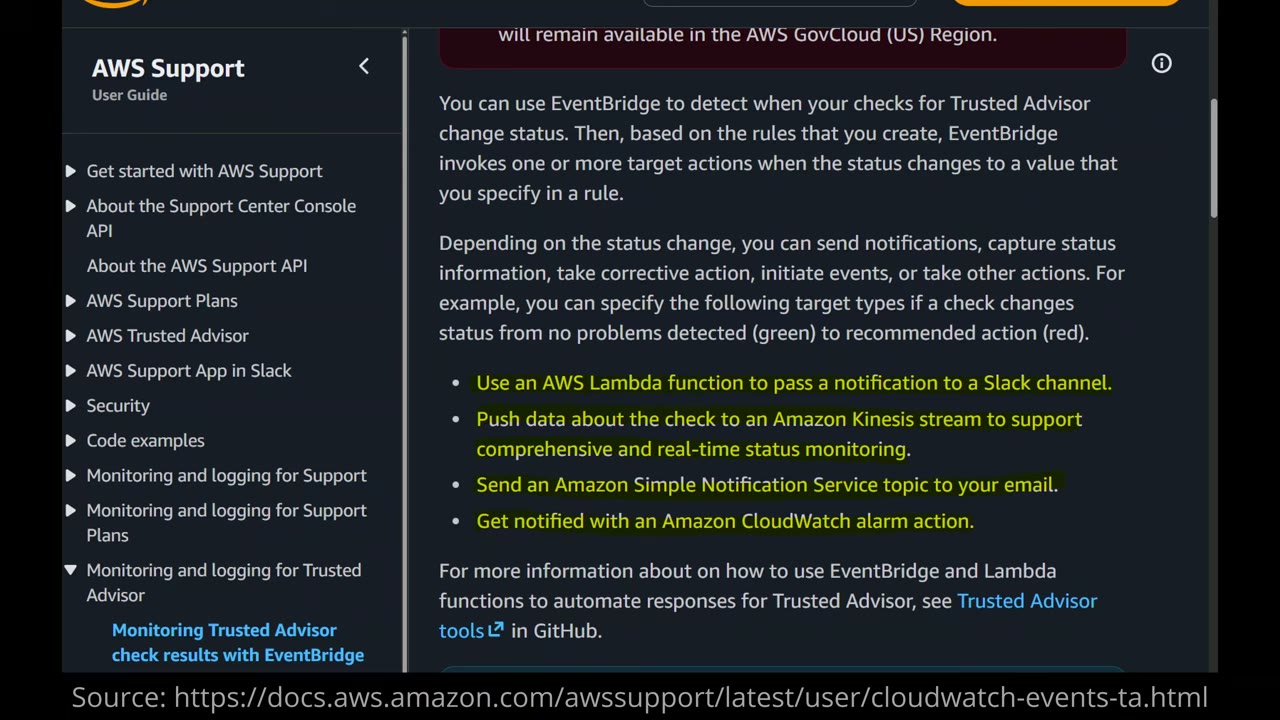 will remain available in the AWS GovCloud (US) Region.
AWS Support
User Guide
Get started with AWS Support
About the Support Center Console
API
About the AWS Support API
AWS Support Plans
AWS Trusted Advisor
AWS Support App in Slack
Security
Code examples
Monitoring and logging for Support
Monitoring and logging for Support
Plans
Monitoring and logging for Trusted
Advisor
Monitoring Trusted Advisor
check results with EventBridge
You can use EventBridge to detect when your checks for Trusted Advisor
change status. Then, based on the rules that you create, EventBridge
invokes one or more target actions when the status changes to a value that
you specify in a rule.
Depending on the status change, you can send notifications, capture status
information, take corrective action, initiate events, or take other actions. For
example, you can specify the following target types if a check changes
status from no problems detected (green) to recommended action (red).
• Use an AWS Lambda function to pass a notification to a Slack channel.
• Push data about the check to an Amazon Kinesis stream to support
comprehensive and real-time status monitoring.
• Send an Amazon Simple Notification Service topic to your email.
• Get notified with an Amazon CloudWatch alarm action.
For more information about on how to use EventBridge and Lambda
functions to automate responses for Trusted Advisor, see Trusted Advisor
tools in GitHub.
Source: https://docs.aws.amazon.com/awssupport/latest/user/cloudwatch-events-ta.html